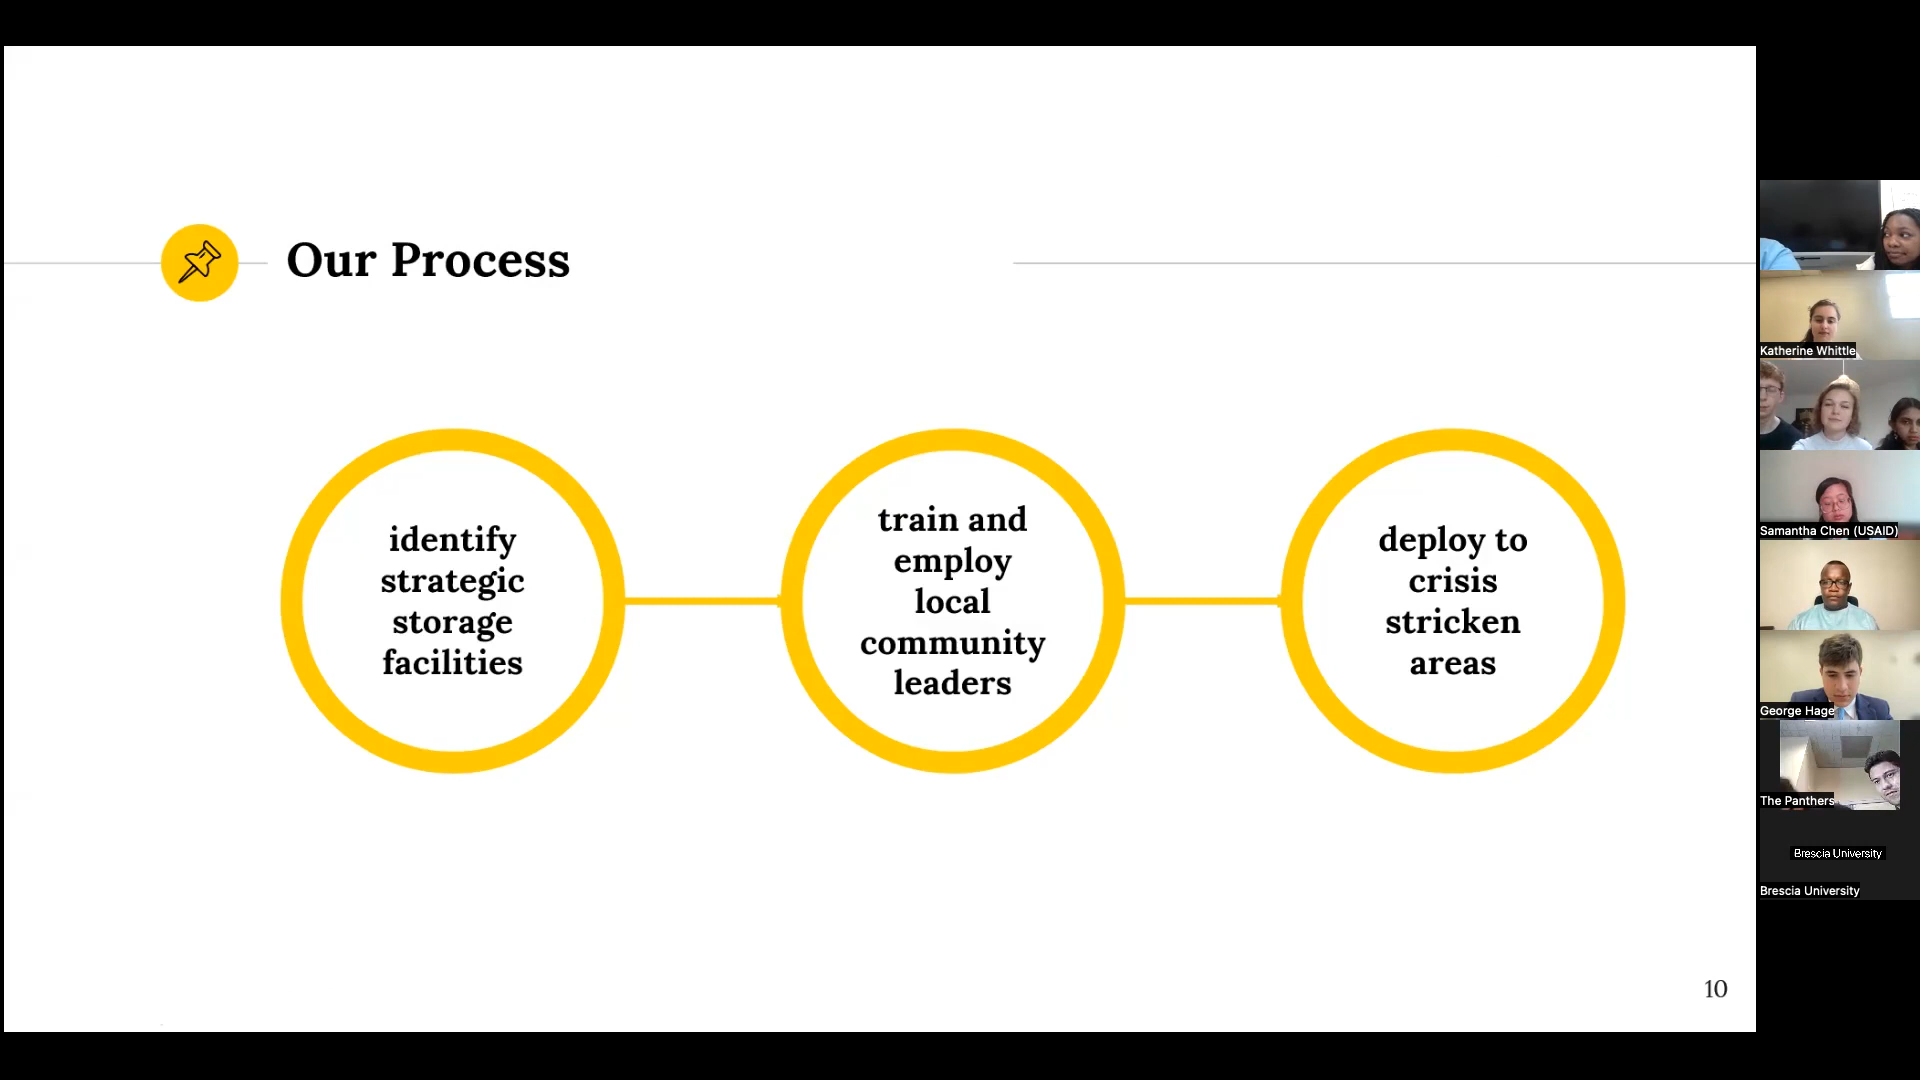 Our Process
identify
strategic
storage
facilities
train and
employ
local
community
leaders
deploy to
crisis
stricken
areas
10
Katherine Whittle
Samantha Chen (USAID)
George Hage
The Panthers
Brescia University
Brescia University